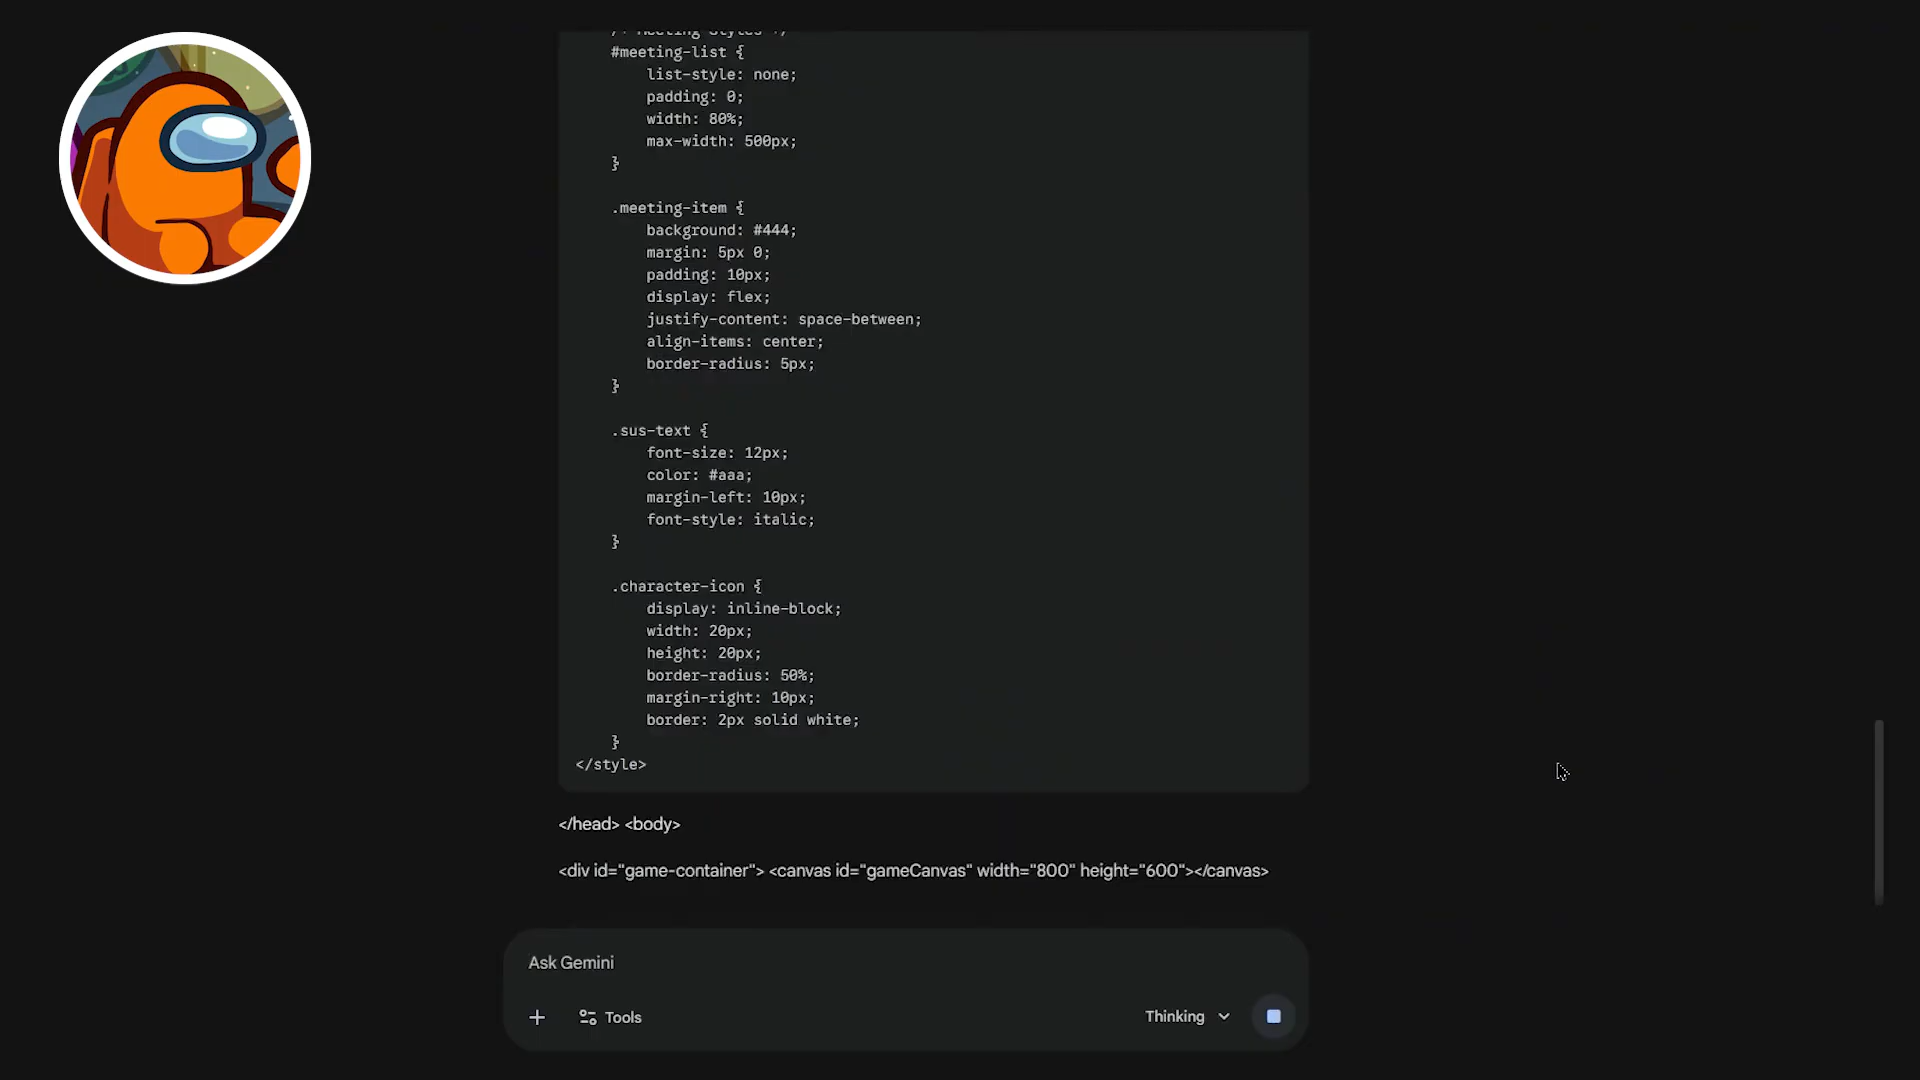 /* Meeting Styles */
#meeting-list {
list-style: none;
padding: 0;
width: 80%;
max-width: 500px;
}
.meeting-item {
background: #444;
margin: 5px 0;
padding: 10px;
display: flex;
justify-content: space-between;
align-items: center;
border-radius: 5px;
}
.sus-text {
font-size: 12px;
color: #aaa;
margin-left: 10px;
font-style: italic;
}
.character-icon {
display: inline-block;
width: 20px;
height: 20px;
border-radius: 50%;
margin-right: 10px;
border: 2px solid white;
}
</style>
</head> <body>
<div id="game-container"> <canvas id="gameCanvas" width="800" height="600"></canvas>
Ask Gemini
Tools
Thinking